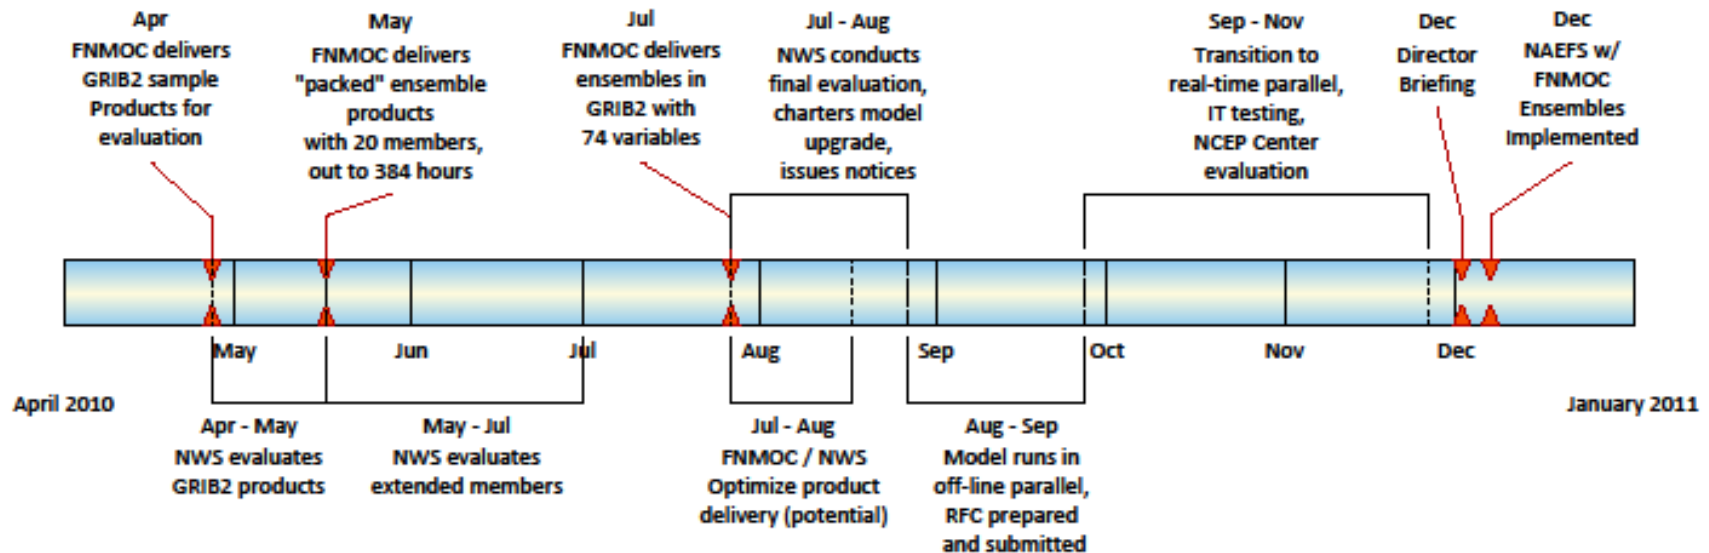 Apr
FNMOC delivers
GRIB2 sample
Products for
evaluation
May
FNMOC delivers
"packed" ensemble
products
with 20 members,
out to 384 hours
Jul
FNMOC delivers
ensembles in
GRIB2 with
74 variables
Jul - Aug
NWS conducts
final evaluation,
charters model
upgrade,
issues notices
Sep - Nov
Transition to
real-time parallel,
IT testing,
NCEP Center
evaluation
Dec
Director
Briefing
Dec
NAEFS w/
FNMOC
Ensembles
Implemented
May
Jun
Jul
Aug
Sep
Oct
Nov
Dec
April 2010
January 2011
Apr - May
NWS evaluates
GRIB2 products
May - Jul
NWS evaluates
extended members
Jul - Aug
FNMOC / NWS
Optimize product
delivery (potential)
Aug - Sep
Model runs in
off-line parallel,
RFC prepared
and submitted